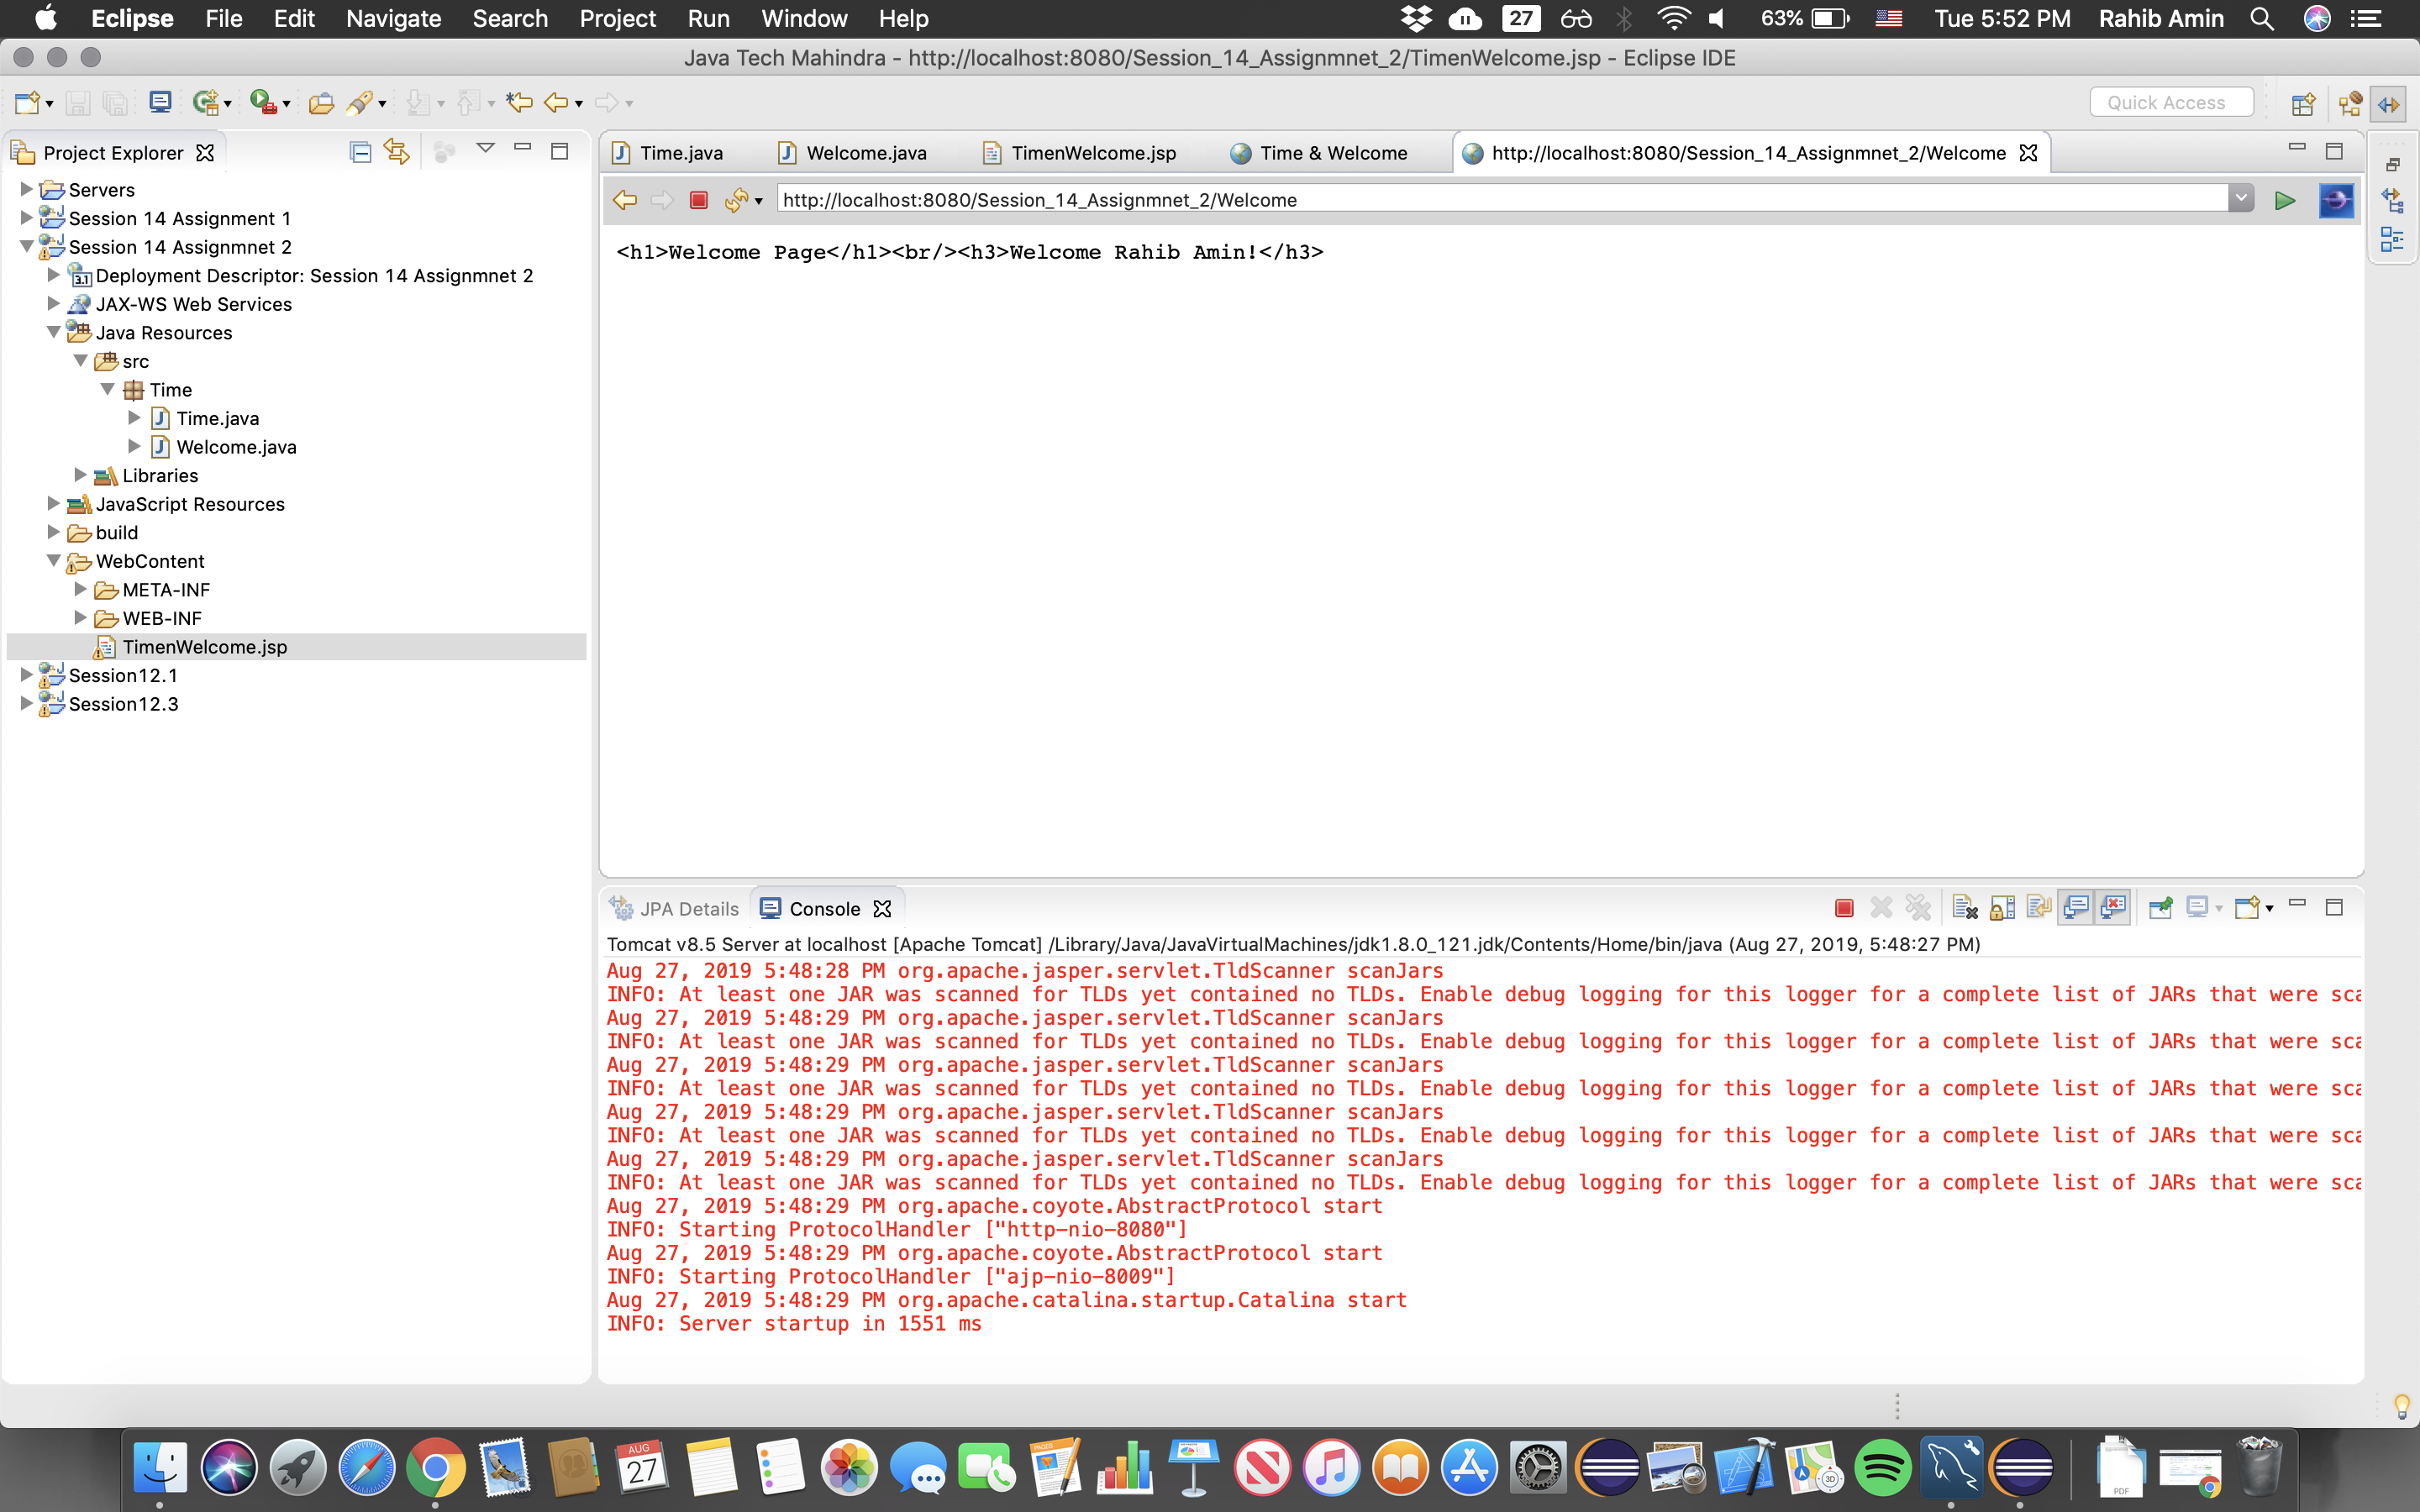 Eclipse File Edit Navigate Search Project Run Window Help 27 63% Tue 5:52 PM Rahib Amin
Java Tech Mahindra - http://localhost:8080/Session_14_Assignmnet_2/TimenWelcome.jsp - Eclipse IDE
Quick Access
Project Explorer
Servers
Session 14 Assignment 1
Session 14 Assignmnet 2
3.1 Deployment Descriptor: Session 14 Assignmnet 2
JAX-WS Web Services
Java Resources
src
Time
Time.java
Welcome.java
Libraries
JavaScript Resources
build
WebContent
META-INF
WEB-INF
TimenWelcome.jsp
Session12.1
Session12.3
Time.java Welcome.java TimenWelcome.jsp Time & Welcome http://localhost:8080/Session_14_Assignmnet_2/Welcome
http://localhost:8080/Session_14_Assignmnet_2/Welcome
<h1>Welcome Page</h1><br/><h3>Welcome Rahib Amin!</h3>
JPA Details Console
Tomcat v8.5 Server at localhost [Apache Tomcat] /Library/Java/JavaVirtualMachines/jdk1.8.0_121.jdk/Contents/Home/bin/java (Aug 27, 2019, 5:48:27 PM)
Aug 27, 2019 5:48:28 PM org.apache.jasper.servlet.TldScanner scanJars
INFO: At least one JAR was scanned for TLDs yet contained no TLDs. Enable debug logging for this logger for a complete list of JARs that were sca
Aug 27, 2019 5:48:29 PM org.apache.jasper.servlet.TldScanner scanJars
INFO: At least one JAR was scanned for TLDs yet contained no TLDs. Enable debug logging for this logger for a complete list of JARs that were sca
Aug 27, 2019 5:48:29 PM org.apache.jasper.servlet.TldScanner scanJars
INFO: At least one JAR was scanned for TLDs yet contained no TLDs. Enable debug logging for this logger for a complete list of JARs that were sca
Aug 27, 2019 5:48:29 PM org.apache.jasper.servlet.TldScanner scanJars
INFO: At least one JAR was scanned for TLDs yet contained no TLDs. Enable debug logging for this logger for a complete list of JARs that were sca
Aug 27, 2019 5:48:29 PM org.apache.jasper.servlet.TldScanner scanJars
INFO: At least one JAR was scanned for TLDs yet contained no TLDs. Enable debug logging for this logger for a complete list of JARs that were sca
Aug 27, 2019 5:48:29 PM org.apache.coyote.AbstractProtocol start
INFO: Starting ProtocolHandler ["http-nio-8080"]
Aug 27, 2019 5:48:29 PM org.apache.coyote.AbstractProtocol start
INFO: Starting ProtocolHandler ["ajp-nio-8009"]
Aug 27, 2019 5:48:29 PM org.apache.catalina.startup.Catalina start
INFO: Server startup in 1551 ms
AUG
27
PAGES
3D
PDF